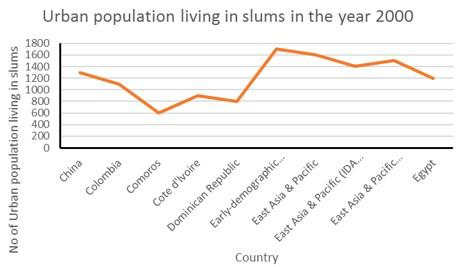 Urban population living in slums in the year 2000
No of Urban population living in slums
1800
1600
1400
1200
1000
800
600
400
200
0
China
Colombia
Comoros
Cote d'Ivoire
Dominican Republic
Early-demographic...
East Asia & Pacific
East Asia & Pacific (IDA...
East Asia & Pacific...
Egypt
Country